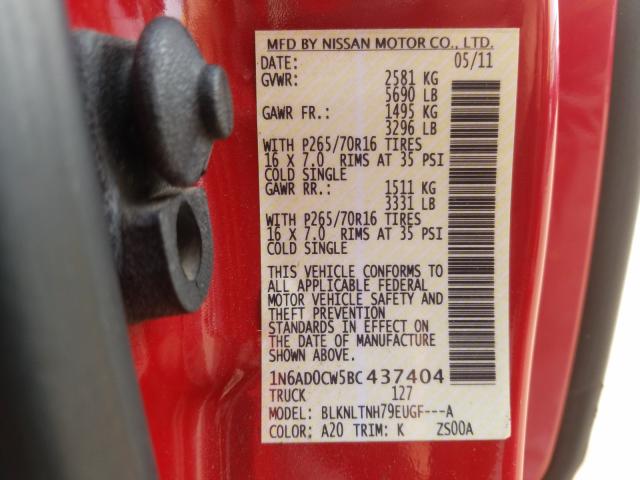 MFD BY NISSAN MOTOR CO., LTD.
DATE: 05/11
GVWR: 2581 KG
5690 LB
GAWR FR.: 1495 KG
3296 LB
WITH P265/70R16 TIRES
16 X 7.0 RIMS AT 35 PSI
COLD SINGLE
GAWR RR.: 1511 KG
3331 LB
WITH P265/70R16 TIRES
16 X 7.0 RIMS AT 35 PSI
COLD SINGLE
THIS VEHICLE CONFORMS TO
ALL APPLICABLE FEDERAL
MOTOR VEHICLE SAFETY AND
THEFT PREVENTION
STANDARDS IN EFFECT ON
THE DATE OF MANUFACTURE
SHOWN ABOVE.
1N6AD0CW5BC437404
TRUCK 127
MODEL: BLKNLTNH79EUGF---A
COLOR; A20 TRIM: K ZS00A